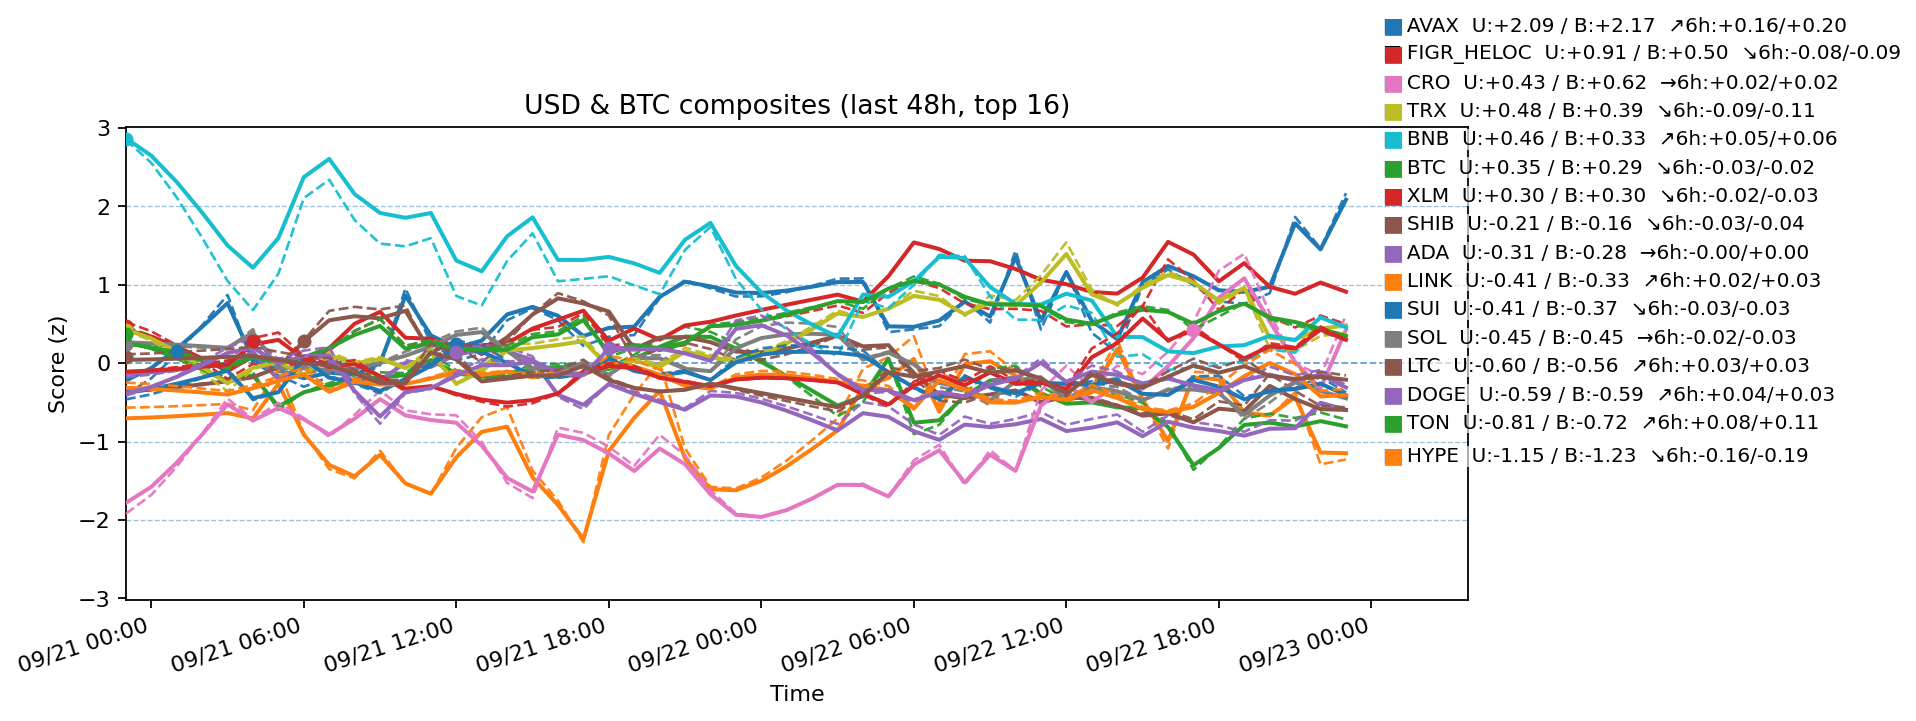 AVAX U:+2.09 / B:+2.17 ↗6h:+0.16/+0.20
FIGR_HELOC U:+0.91 / B:+0.50 ↘6h:-0.08/-0.09
CRO U:+0.43 / B:+0.62 →6h:+0.02/+0.02
TRX U:+0.48 / B:+0.39 ↘6h:-0.09/-0.11
BNB U:+0.46 / B:+0.33 ↗6h:+0.05/+0.06
BTC U:+0.35 / B:+0.29 ↘6h:-0.03/-0.02
XLM U:+0.30 / B:+0.30 ↘6h:-0.02/-0.03
SHIB U:-0.21 / B:-0.16 ↘6h:-0.03/-0.04
ADA U:-0.31 / B:-0.28 →6h:-0.00/+0.00
LINK U:-0.41 / B:-0.33 ↗6h:+0.02/+0.03
SUI U:-0.41 / B:-0.37 ↘6h:-0.03/-0.03
SOL U:-0.45 / B:-0.45 →6h:-0.02/-0.03
LTC U:-0.60 / B:-0.56 ↗6h:+0.03/+0.03
DOGE U:-0.59 / B:-0.59 ↗6h:+0.04/+0.03
TON U:-0.81 / B:-0.72 ↗6h:+0.08/+0.11
HYPE U:-1.15 / B:-1.23 ↘6h:-0.16/-0.19
USD & BTC composites (last 48h, top 16)
3
2
1
0
−1
−2
−3
Score (z)
09/21 00:00
09/21 06:00
09/21 12:00
09/21 18:00
09/22 00:00
09/22 06:00
09/22 12:00
09/22 18:00
09/23 00:00
Time